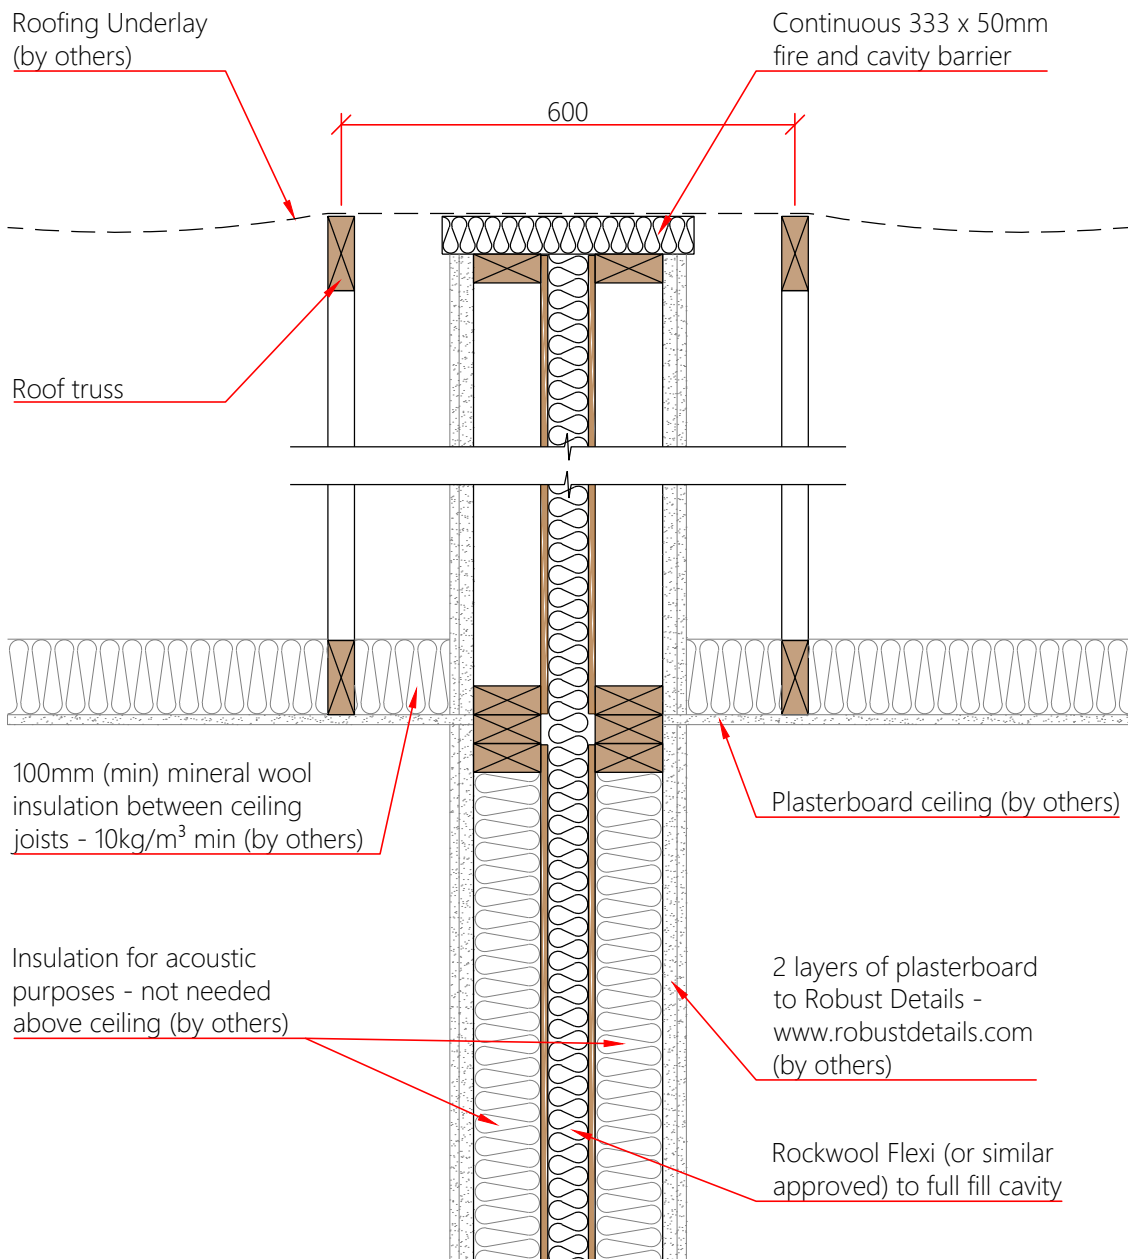 Roofing Underlay
(by others)
Continuous 333 x 50mm
fire and cavity barrier
600
Roof truss
100mm (min) mineral wool
insulation between ceiling
joists - 10kg/m³ min (by others)
Plasterboard ceiling (by others)
Insulation for acoustic
purposes - not needed
above ceiling (by others)
2 layers of plasterboard
to Robust Details -
www.robustdetails.com
(by others)
Rockwool Flexi (or similar
approved) to full fill cavity